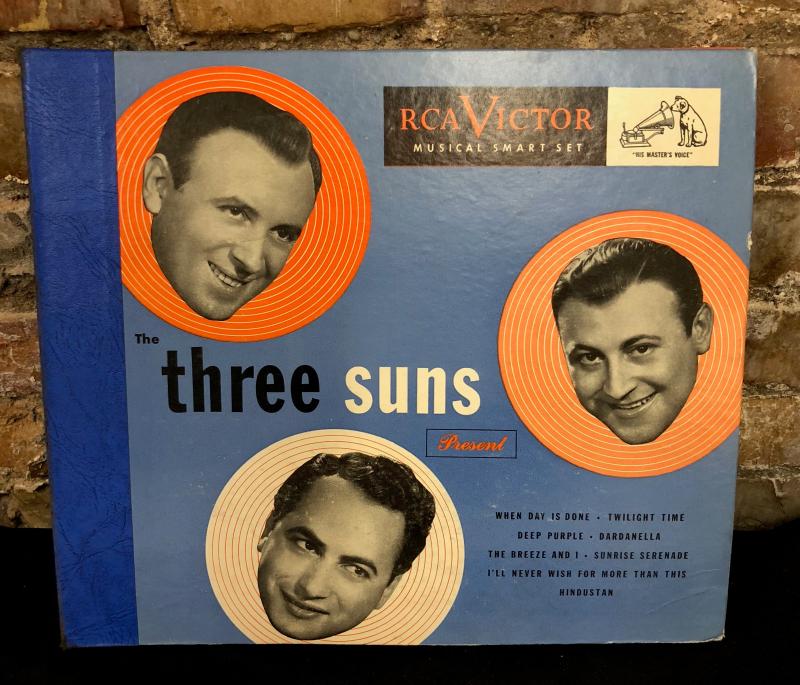 RCA VICTOR
MUSICAL SMART SET
"HIS MASTER'S VOICE"
The
three suns
Present
WHEN DAY IS DONE • TWILIGHT TIME
DEEP PURPLE • DARDANELLA
THE BREEZE AND I • SUNRISE SERENADE
I'LL NEVER WISH FOR MORE THAN THIS
HINDUSTAN